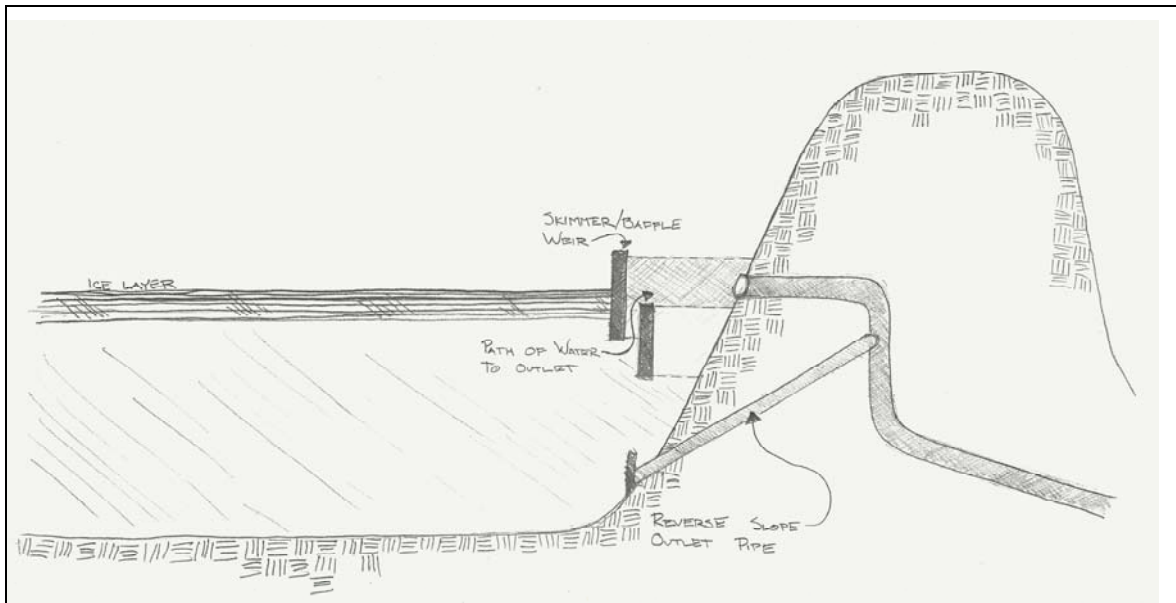 SKIMMER/BAFFLE
WEIR
ICE LAYER
PATH OF WATER
TO OUTLET
REVERSE SLOPE
OUTLET PIPE